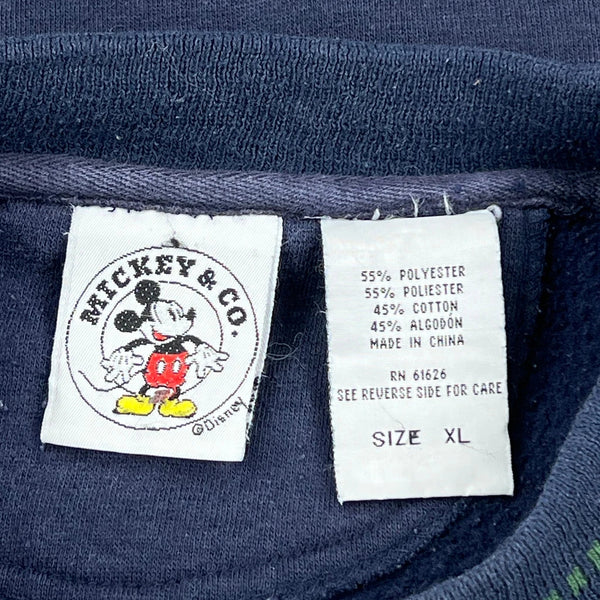 MICKEY & CO.
©Disney
55% POLYESTER
55% POLIESTER
45% COTTON
45% ALGODÓN
MADE IN CHINA
RN 61626
SEE REVERSE SIDE FOR CARE
SIZE XL